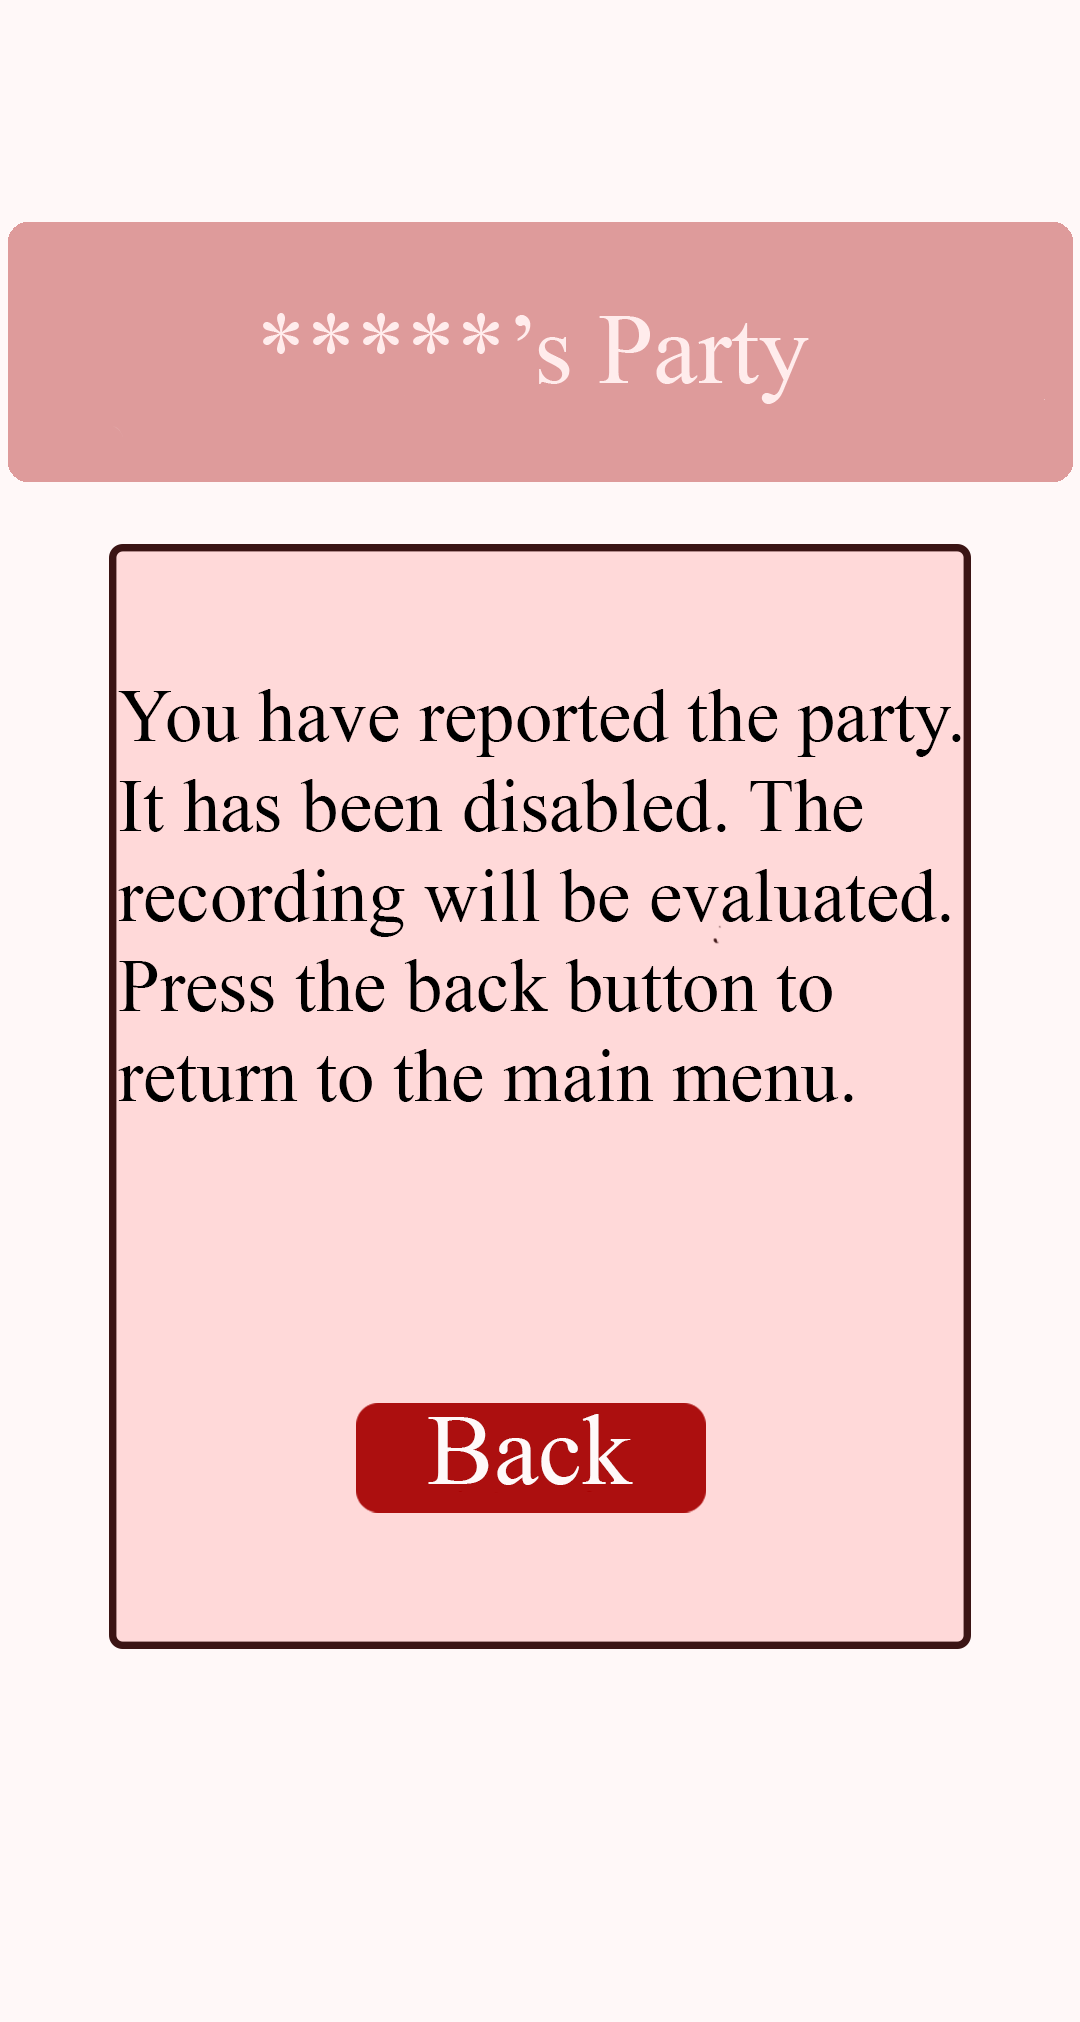 *****’s Party
You have reported the party.
It has been disabled. The
recording will be evaluated.
Press the back button to
return to the main menu.
Back